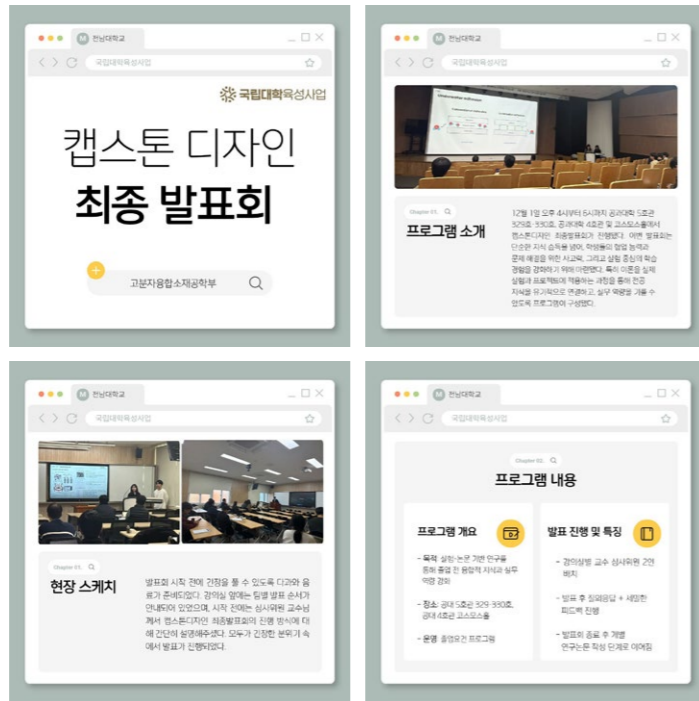 전남대학교
국립대학육성사업
국립대학육성사업
캡스톤 디자인
최종 발표회
고분자융합소재공학부
전남대학교
국립대학육성사업
Chapter 01.
프로그램 소개
12월 1일 오후 4시부터 6시까지 공과대학 5호관
329호·330호, 공과대학 4호관 및 코스모스홀에서
캡스톤디자인 최종발표회가 진행됐다. 이번 발표회는
단순한 지식 습득을 넘어, 학생들의 협업 능력과
문제 해결을 위한 사고력, 그리고 실험 중심의 학습
경험을 강화하기 위해 마련됐다. 특히 이론을 실제
실험과 프로젝트에 적용하는 과정을 통해 전공
지식을 유기적으로 연결하고, 실무 역량을 기를 수
있도록 프로그램이 구성됐다.
전남대학교
국립대학육성사업
Chapter 01.
현장 스케치
발표회 시작 전에 긴장을 풀 수 있도록 다과와 음
료가 준비되었다. 강의실 앞에는 팀별 발표 순서가
안내되어 있었으며, 시작 전에는 심사위원 교수님
께서 캡스톤디자인 최종발표회의 진행 방식에 대
해 간단히 설명해주셨다. 모두가 긴장한 분위기 속
에서 발표가 진행되었다.
전남대학교
국립대학육성사업
Chapter 02.
프로그램 내용
프로그램 개요
- 목적: 실험·논문 기반 연구를
통해 졸업 전 융합적 지식과 실무
역량 강화
- 장소: 공대 5호관 329·330호,
공대 4호관 코스모스홀
- 운영: 졸업요건 프로그램
발표 진행 및 특징
- 강의실별 교수 심사위원 2인
배치
- 발표 후 질의응답 + 세밀한
피드백 진행
- 발표회 종료 후 개별
연구논문 작성 단계로 이어짐